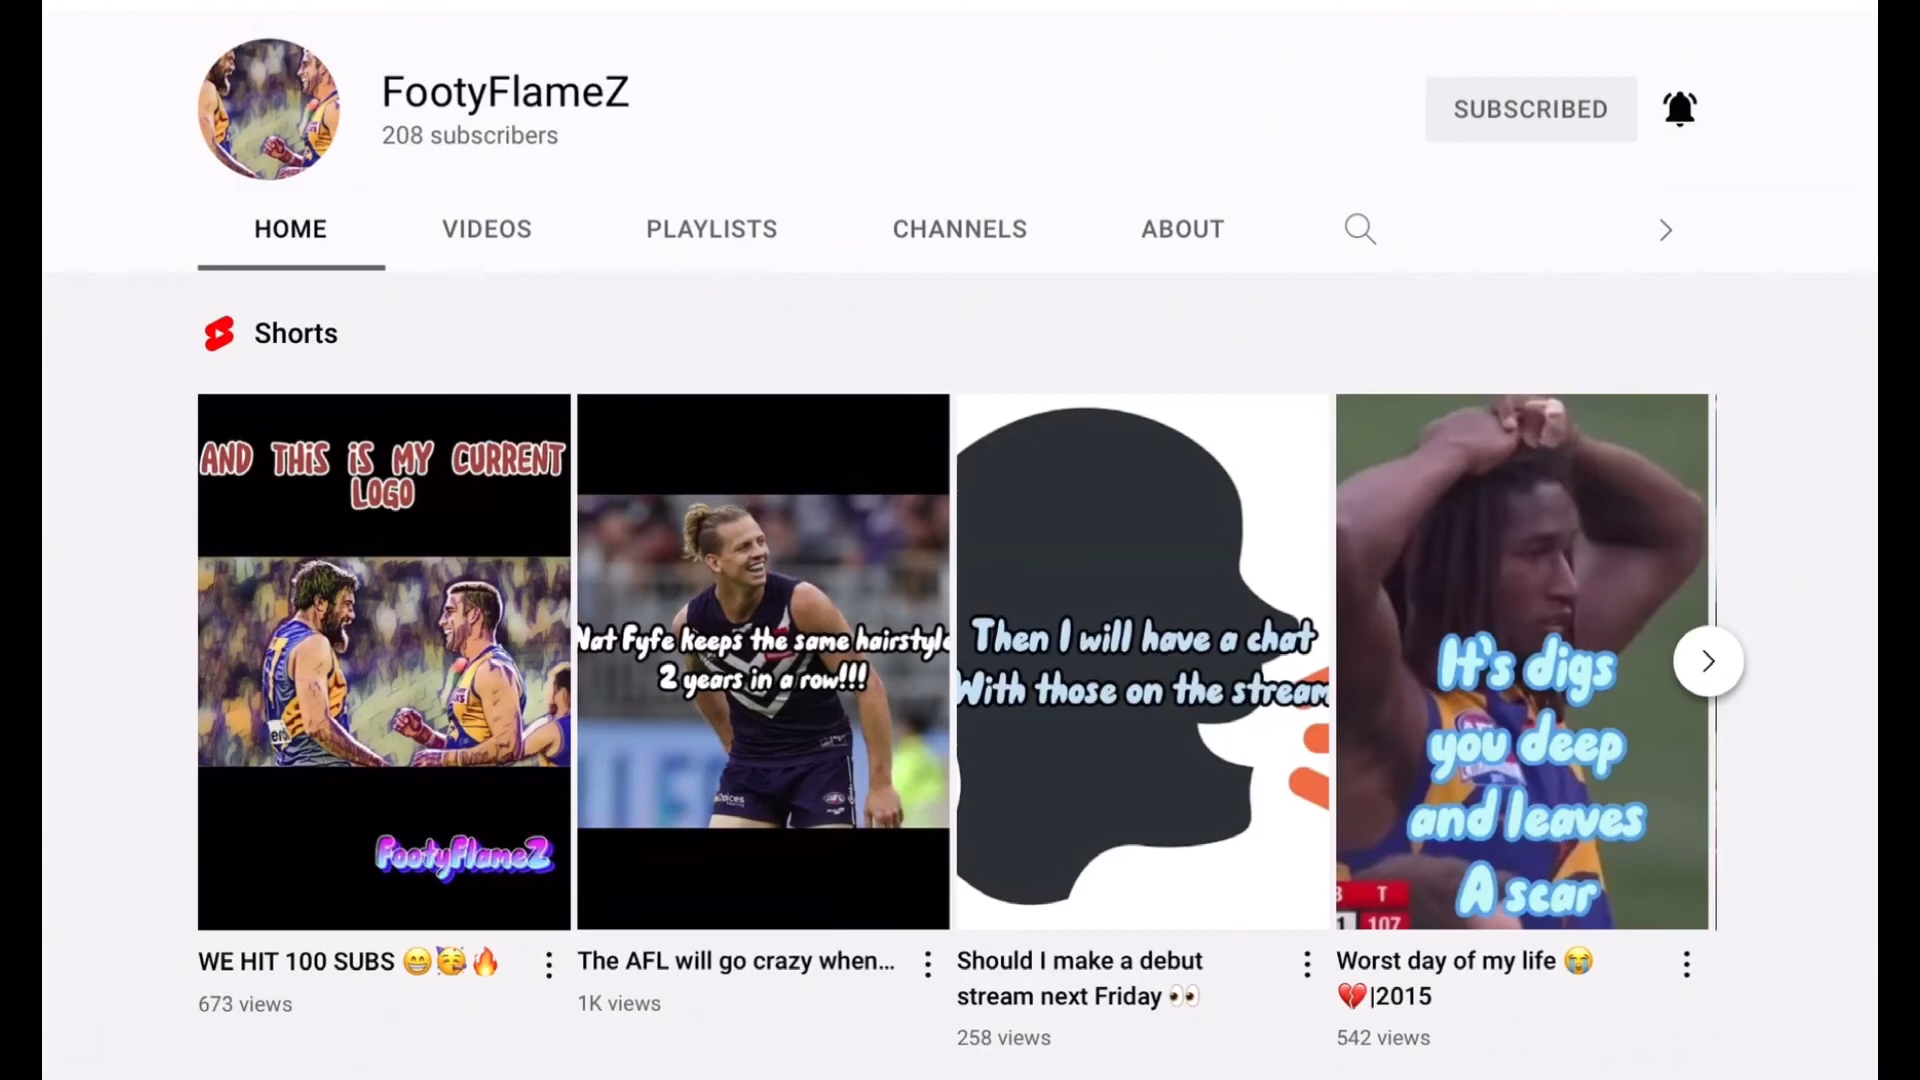 FootyFlameZ
208 subscribers
SUBSCRIBED
HOME
VIDEOS
PLAYLISTS
CHANNELS
ABOUT
Shorts
AND THIS IS MY CURRENT
LOGO
FootyFlameZ
WE HIT 100 SUBS 😁🥳🔥
673 views
Nat Fyfe keeps the same hairstyle
2 years in a row!!!
The AFL will go crazy when...
1K views
Then I will have a chat
With those on the stream
Should I make a debut
stream next Friday 👀
258 views
It's digs
you deep
and leaves
A scar
T
107
Worst day of my life 😭
💔|2015
542 views